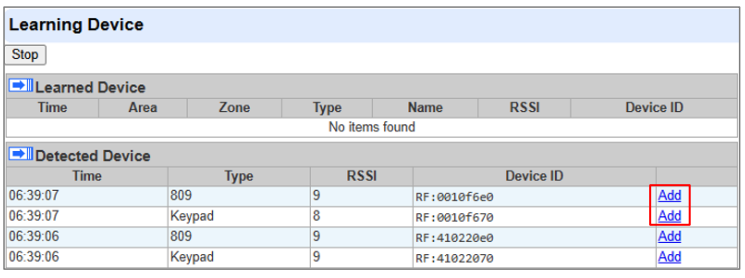 Learning Device
Stop
Learned Device
Time Area Zone Type Name RSSI Device ID
No items found
Detected Device
Time Type RSSI Device ID
06:39:07 809 9 RF:0010f6e0 Add
06:39:07 Keypad 8 RF:0010f670 Add
06:39:06 809 9 RF:410220e0 Add
06:39:06 Keypad 9 RF:41022070 Add